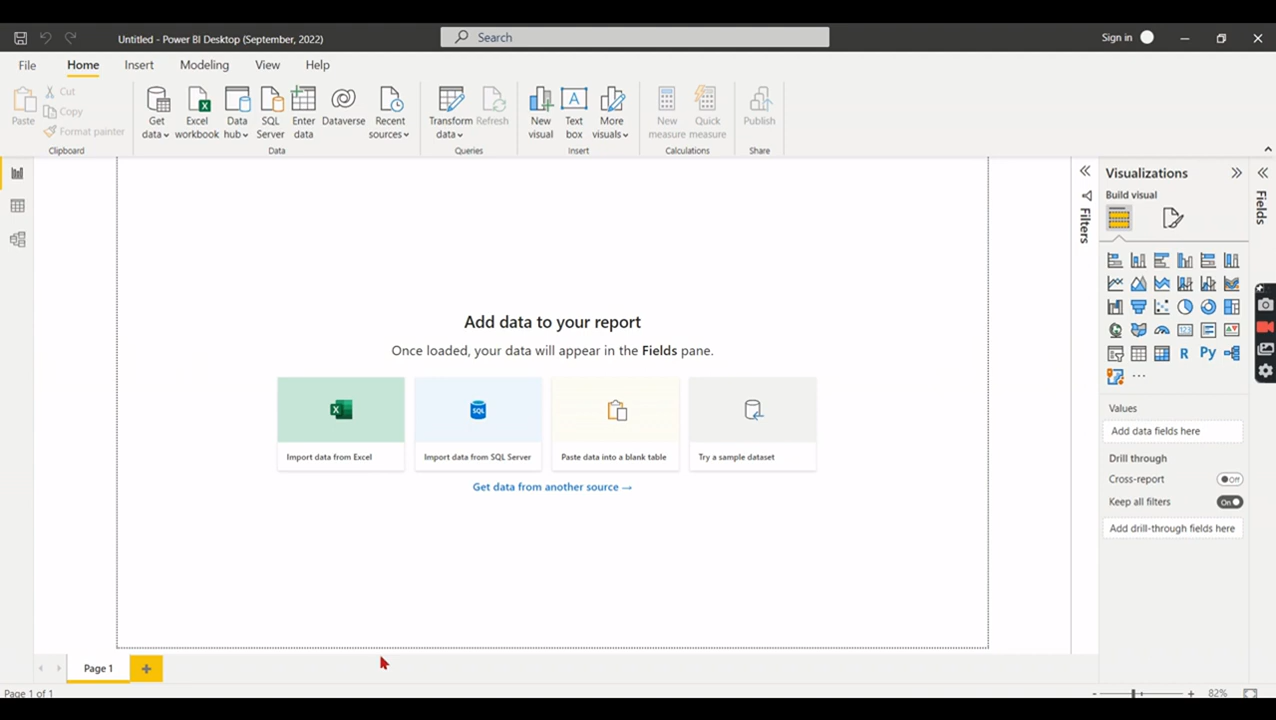 Untitled - Power BI Desktop (September, 2022)
Search
Sign in
File Home Insert Modeling View Help
Paste
Cut
Copy
Format painter
Clipboard
Get data
Excel workbook
Data hub
SQL Server
Enter data
Dataverse
Recent sources
Data
Transform data
Refresh
Queries
New visual
Text box
More visuals
Insert
New measure
Quick measure
Calculations
Publish
Share
Add data to your report
Once loaded, your data will appear in the Fields pane.
X
SQL
Import data from Excel
Import data from SQL Server
Paste data into a blank table
Try a sample dataset
Get data from another source →
Filters
Visualizations
Build visual
123
R
Py
...
Values
Add data fields here
Drill through
Cross-report
Off
Keep all filters
On
Add drill-through fields here
Fields
Page 1
+
Page 1 of 1
- + 82%